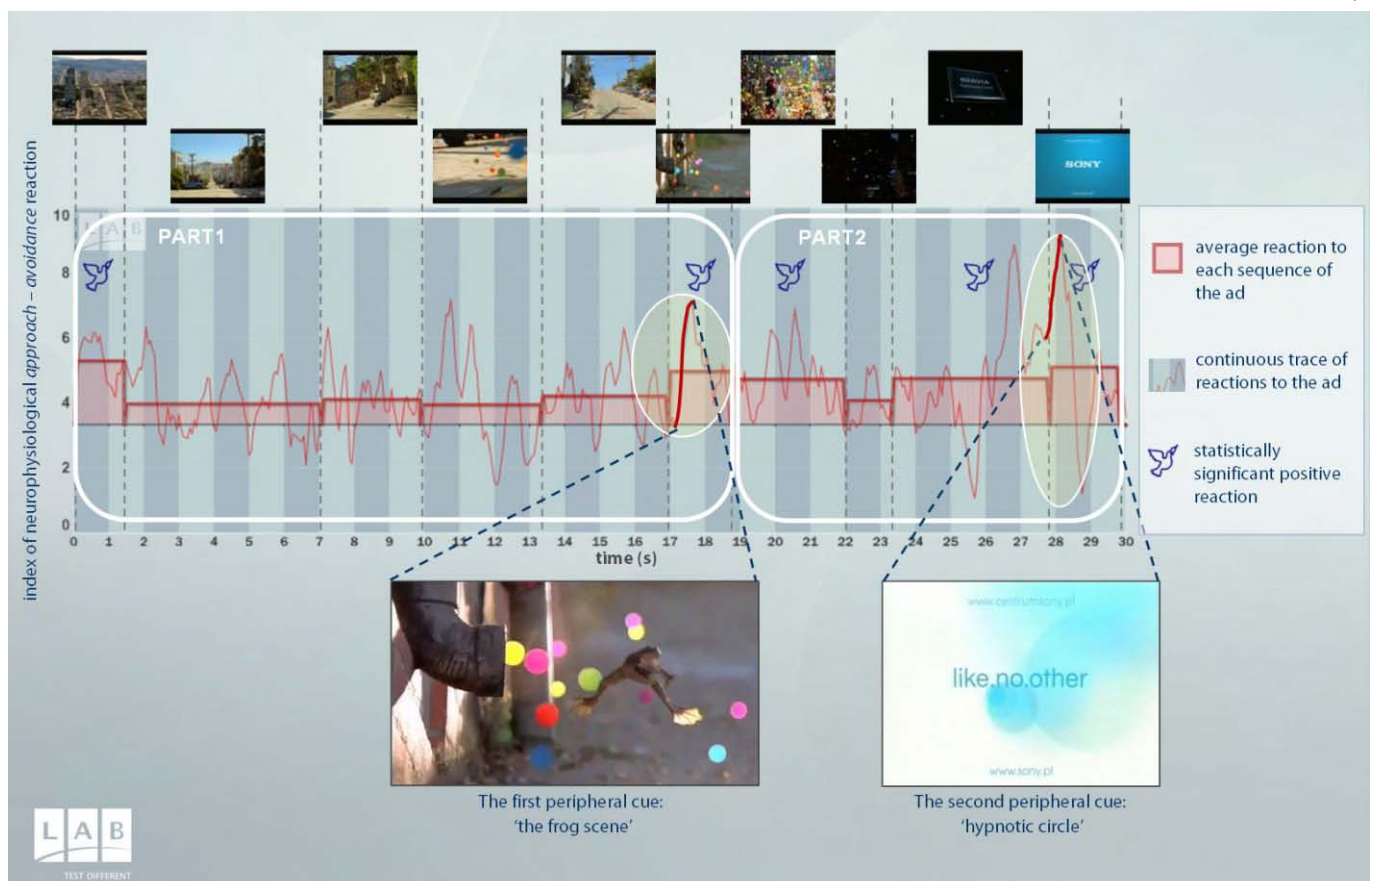 BRAVIA
SONY
index of neurophysiological approach – avoidance reaction
10
8
6
4
2
0
LAB
PART1
PART2
0 1 2 3 4 5 6 7 8 9 10 11 12 13 14 15 16 17 18 19 20 21 22 23 24 25 26 27 28 29 30
time (s)
average reaction to
each sequence of
the ad
continuous trace of
reactions to the ad
statistically
significant positive
reaction
www.centrumsony.pl
like.no.other
www.sony.pl
The first peripheral cue:
‘the frog scene’
The second peripheral cue:
‘hypnotic circle’
LAB
TEST DIFFERENT